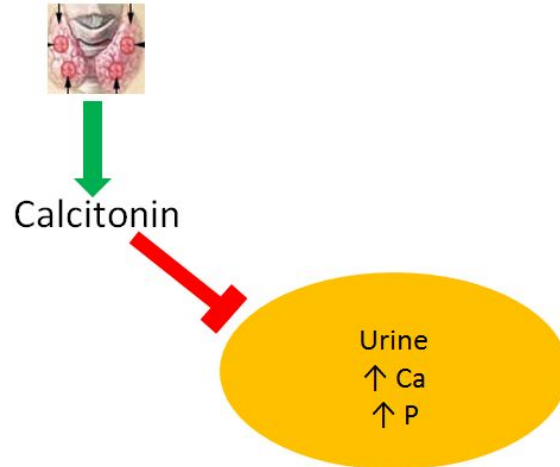 Calcitonin
Urine
↑ Ca
↑ P